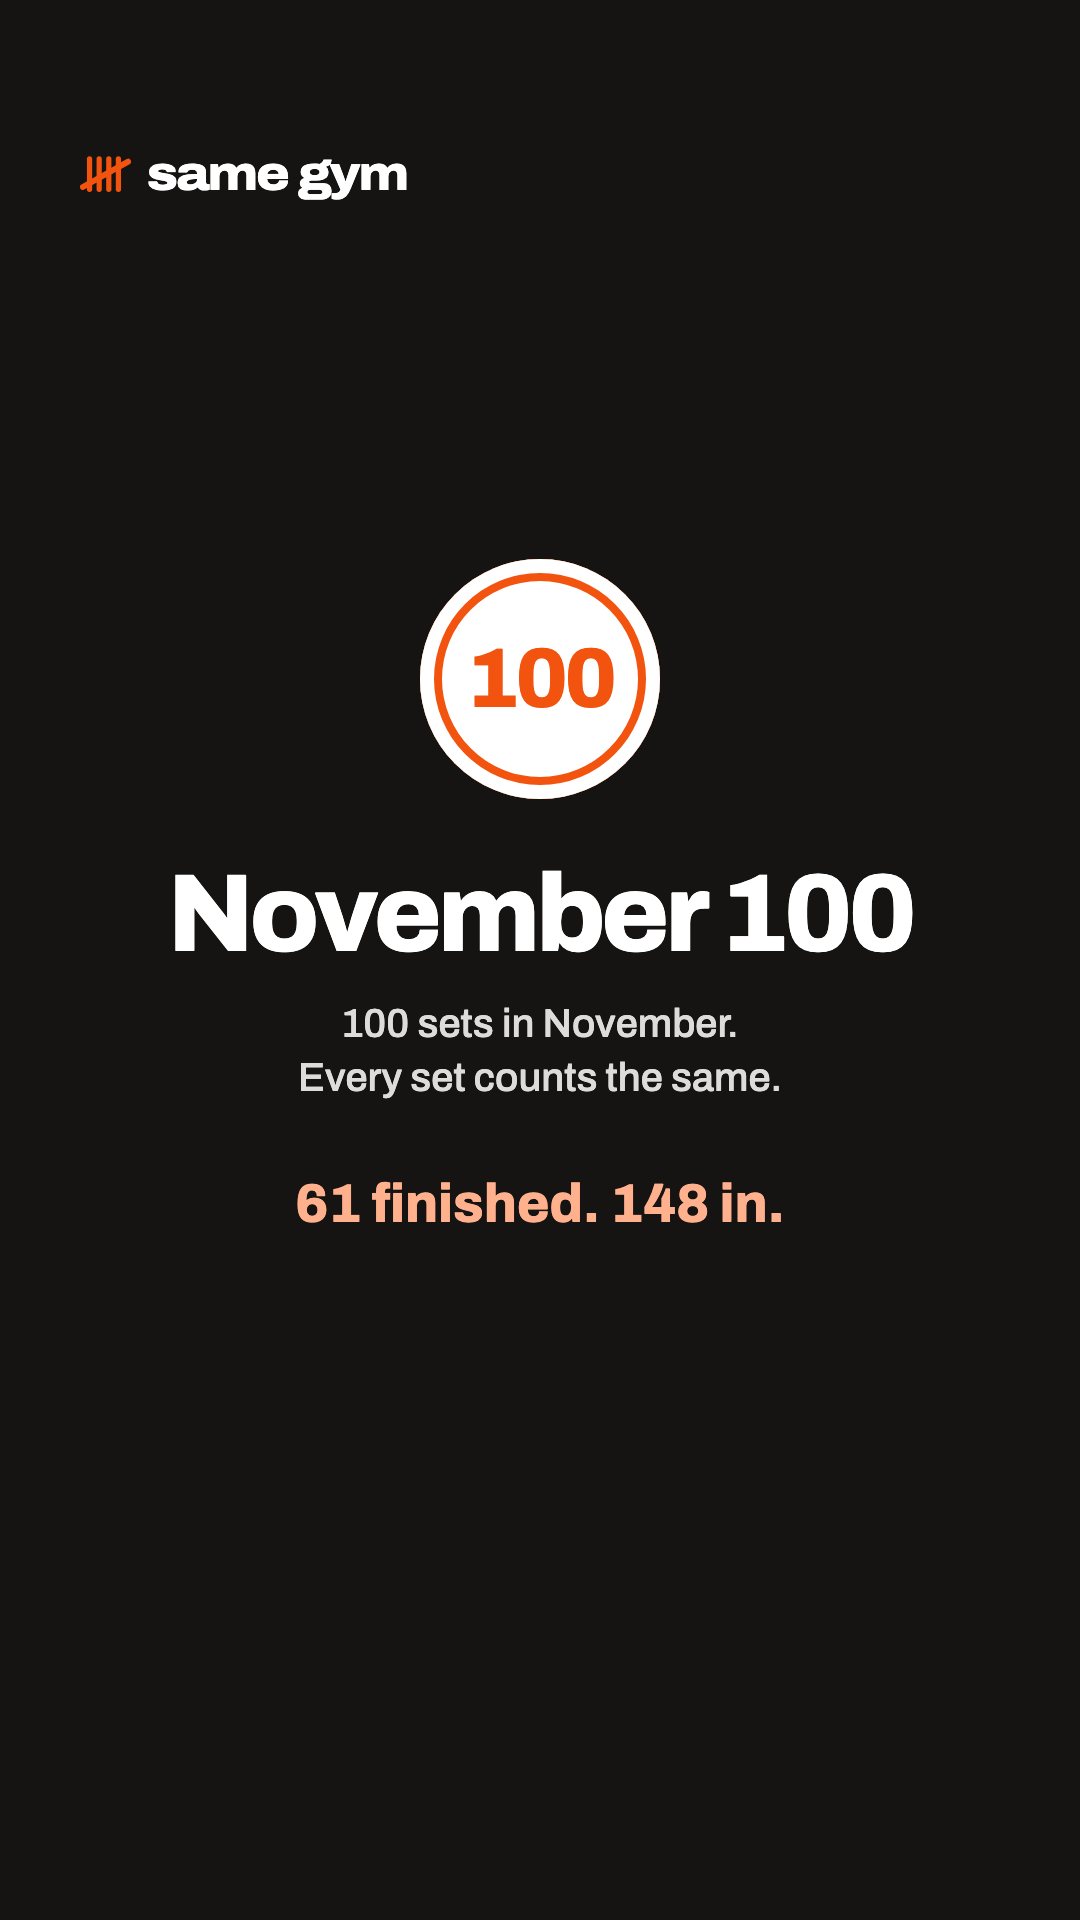 same gym
100
November 100
100 sets in November.
Every set counts the same.
61 finished. 148 in.